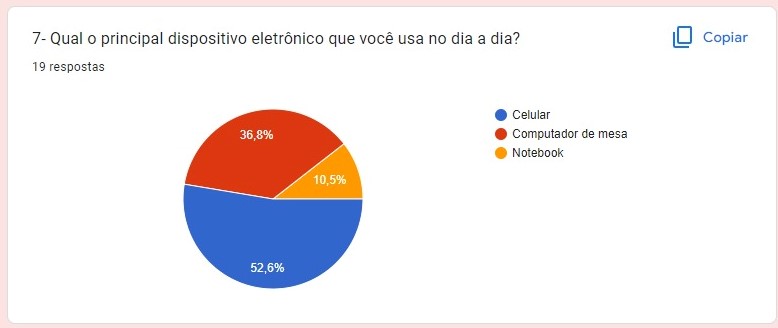 7- Qual o principal dispositivo eletrônico que você usa no dia a dia?
Copiar
19 respostas
36,8%
10,5%
52,6%
Celular
Computador de mesa
Notebook